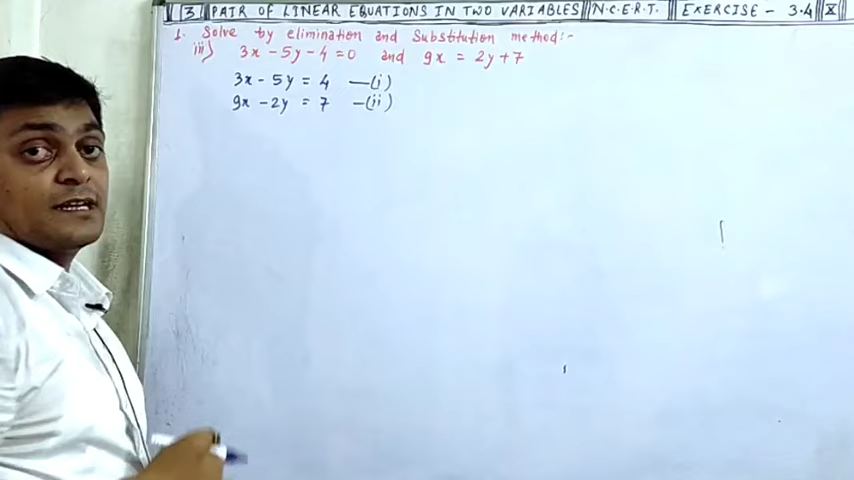 3 PAIR OF LINEAR EQUATIONS IN TWO VARIABLES N.C.E.R.T. EXERCISE - 3.4 X
1. Solve by elimination and Substitution method:-
iii) 3x - 5y - 4 = 0 and 9x = 2y + 7
3x - 5y = 4 —(i)
9x - 2y = 7 —(ii)